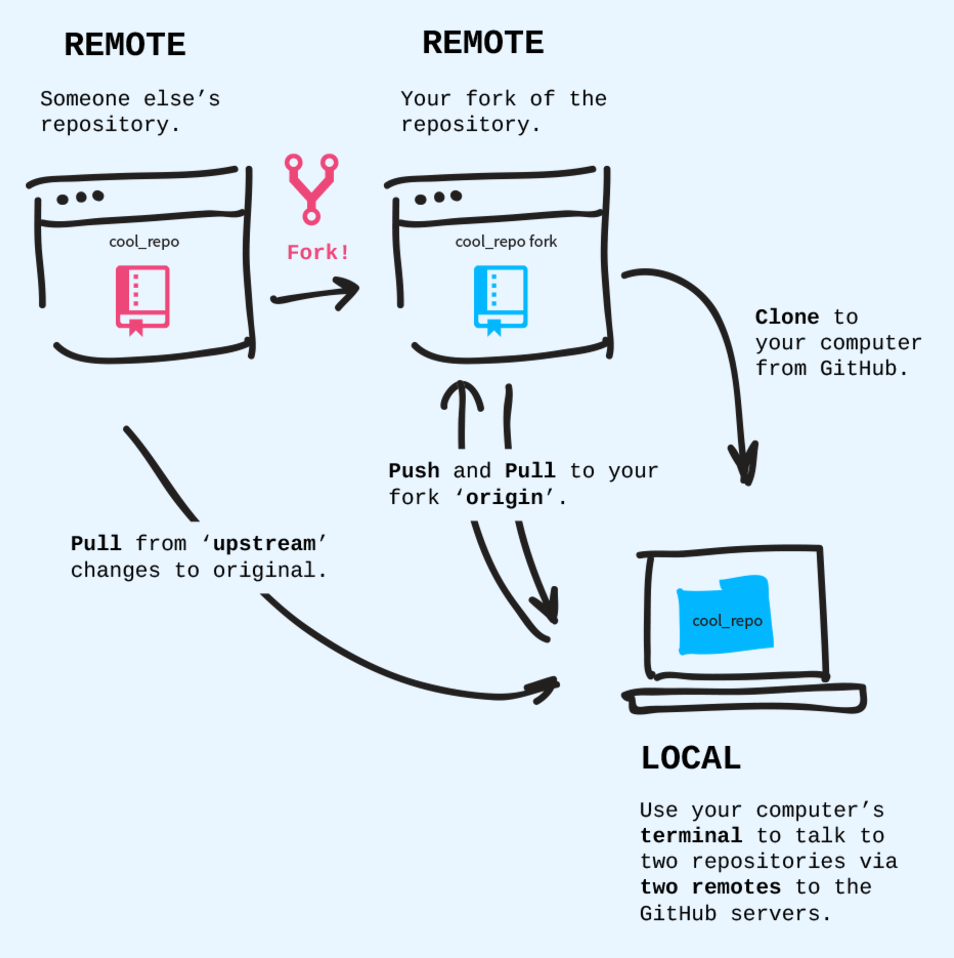 REMOTE
Someone else’s
repository.
cool_repo
Fork!
REMOTE
Your fork of the
repository.
cool_repo fork
Clone to
your computer
from GitHub.
Push and Pull to your
fork ‘origin’.
Pull from ‘upstream’
changes to original.
cool_repo
LOCAL
Use your computer’s
terminal to talk to
two repositories via
two remotes to the
GitHub servers.